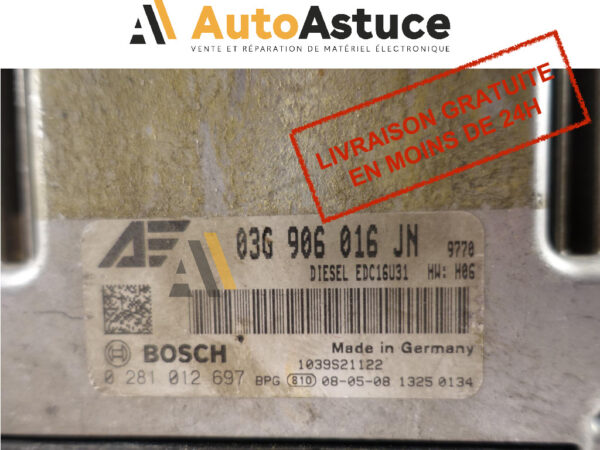 AutoAstuce
VENTE ET RÉPARATION DE MATÉRIEL ÉLECTRONIQUE
LIVRAISON GRATUITE
EN MOINS DE 24H
03G 906 016 JN 9770
DIESEL EDC16U31 HW: H06
BOSCH
Made in Germany
1039S21122
0 281 012 697 BPG 810 08-05-08 1325 0134